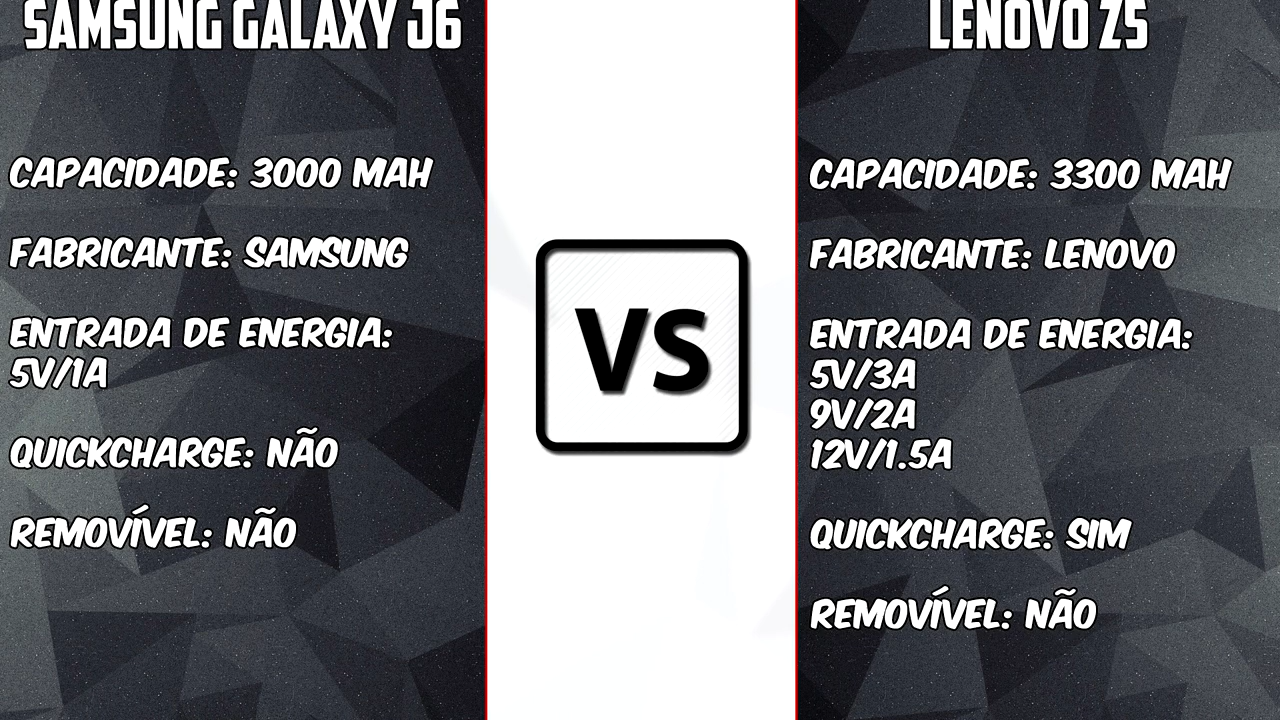 SAMSUNG GALAXY J6
CAPACIDADE: 3000 MAH
FABRICANTE: SAMSUNG
ENTRADA DE ENERGIA:
5V/1A
QUICKCHARGE: NÃO
REMOVÍVEL: NÃO
VS
LENOVO Z5
CAPACIDADE: 3300 MAH
FABRICANTE: LENOVO
ENTRADA DE ENERGIA:
5V/3A
9V/2A
12V/1.5A
QUICKCHARGE: SIM
REMOVÍVEL: NÃO